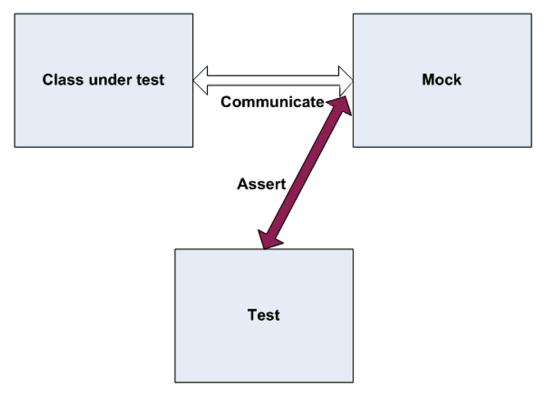 Class under test
Mock
Communicate
Assert
Test